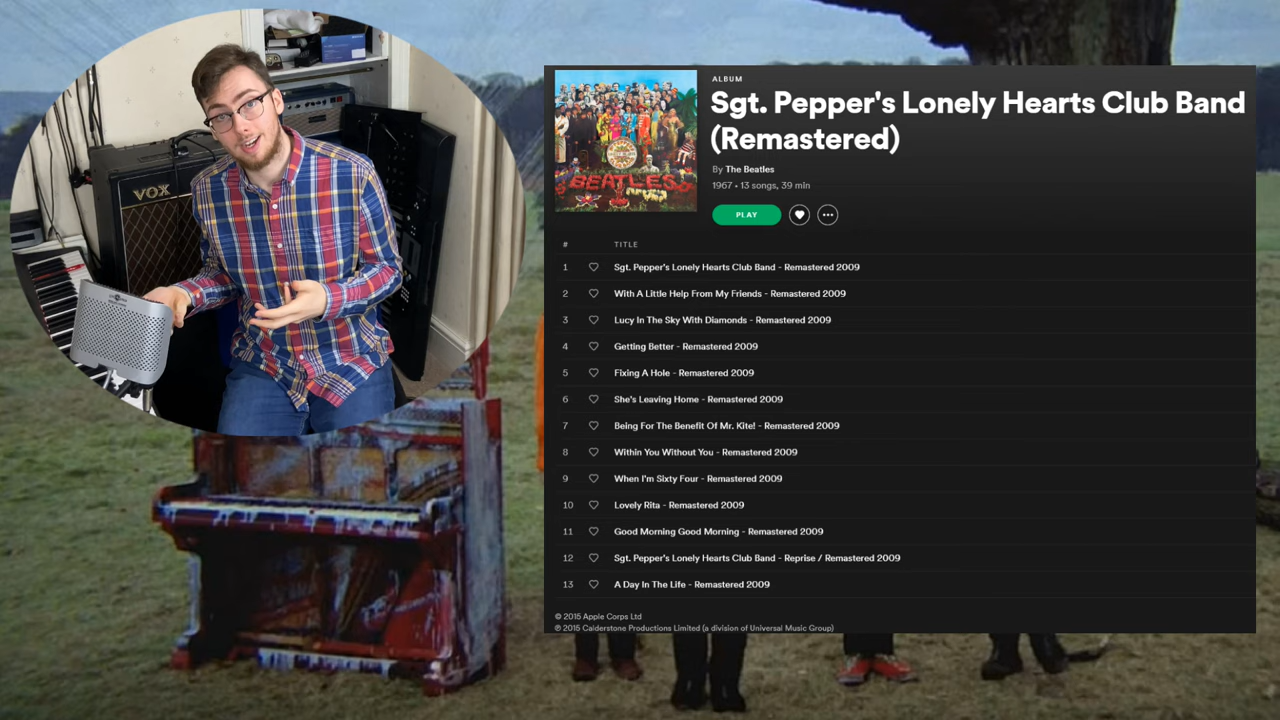 VOX
ALBUM
Sgt. Pepper's Lonely Hearts Club Band
(Remastered)
By The Beatles
1967 • 13 songs, 39 min
PLAY
BEATLES
# TITLE
1 Sgt. Pepper's Lonely Hearts Club Band - Remastered 2009
2 With A Little Help From My Friends - Remastered 2009
3 Lucy In The Sky With Diamonds - Remastered 2009
4 Getting Better - Remastered 2009
5 Fixing A Hole - Remastered 2009
6 She's Leaving Home - Remastered 2009
7 Being For The Benefit Of Mr. Kite! - Remastered 2009
8 Within You Without You - Remastered 2009
9 When I'm Sixty Four - Remastered 2009
10 Lovely Rita - Remastered 2009
11 Good Morning Good Morning - Remastered 2009
12 Sgt. Pepper's Lonely Hearts Club Band - Reprise / Remastered 2009
13 A Day In The Life - Remastered 2009
© 2015 Apple Corps Ltd
℗ 2015 Calderstone Productions Limited (a division of Universal Music Group)